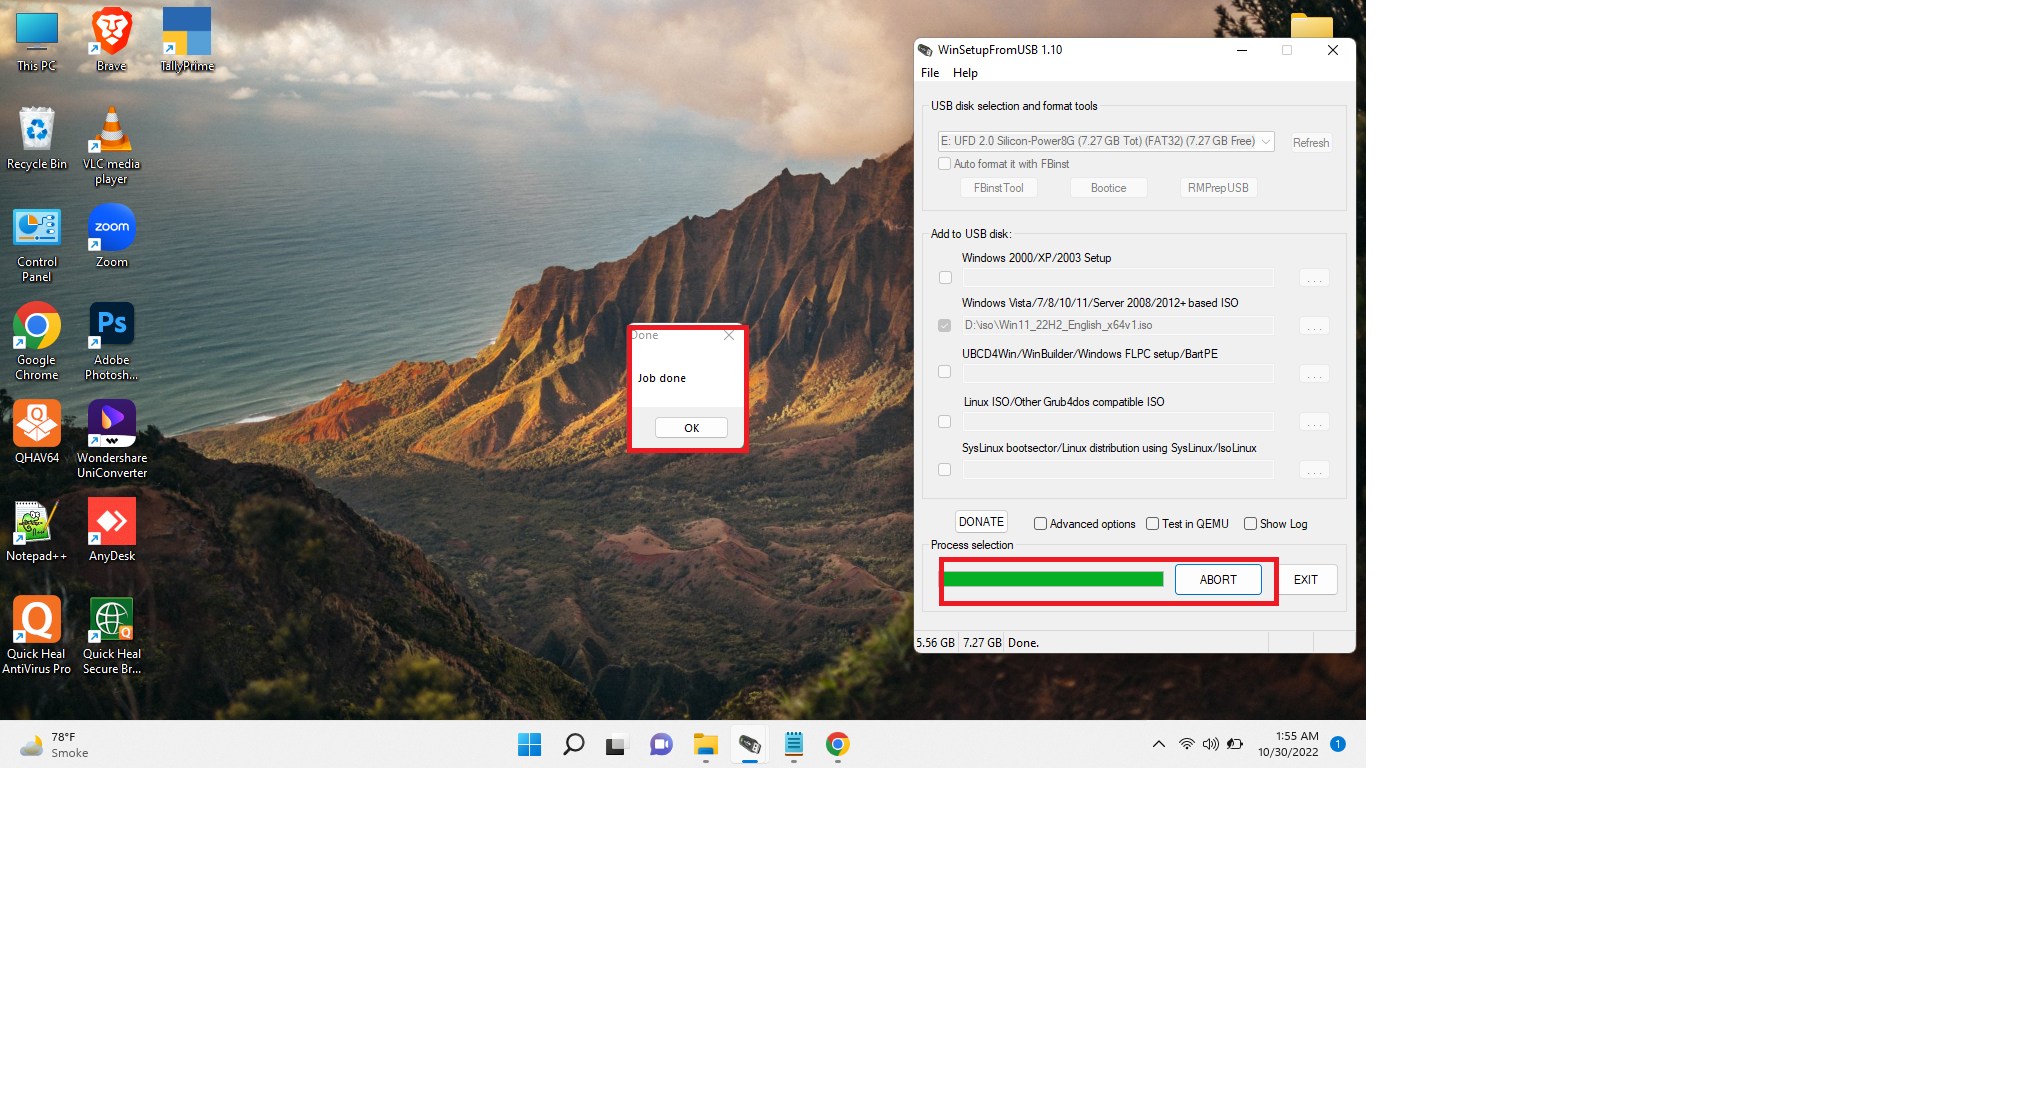 This PC
Brave
TallyPrime
Recycle Bin
VLC media
player
Control
Panel
zoom
Zoom
Google
Chrome
Ps
Adobe
Photosh...
QHAV64
Wondershare
UniConverter
Notepad++
AnyDesk
Quick Heal
AntiVirus Pro
Quick Heal
Secure Br...
Done
Job done
OK
WinSetupFromUSB 1.10
File Help
USB disk selection and format tools
E: UFD 2.0 Silicon-Power8G (7.27 GB Tot) (FAT32) (7.27 GB Free)
Refresh
Auto format it with FBinst
FBinstTool
Bootice
RMPrepUSB
Add to USB disk:
Windows 2000/XP/2003 Setup
...
Windows Vista/7/8/10/11/Server 2008/2012+ based ISO
D:\iso\Win11_22H2_English_x64v1.iso
...
UBCD4Win/WinBuilder/Windows FLPC setup/BartPE
...
Linux ISO/Other Grub4dos compatible ISO
...
SysLinux bootsector/Linux distribution using SysLinux/IsoLinux
...
DONATE
Advanced options
Test in QEMU
Show Log
Process selection
ABORT
EXIT
5.56 GB
7.27 GB
Done.
78°F
Smoke
1:55 AM
10/30/2022
1